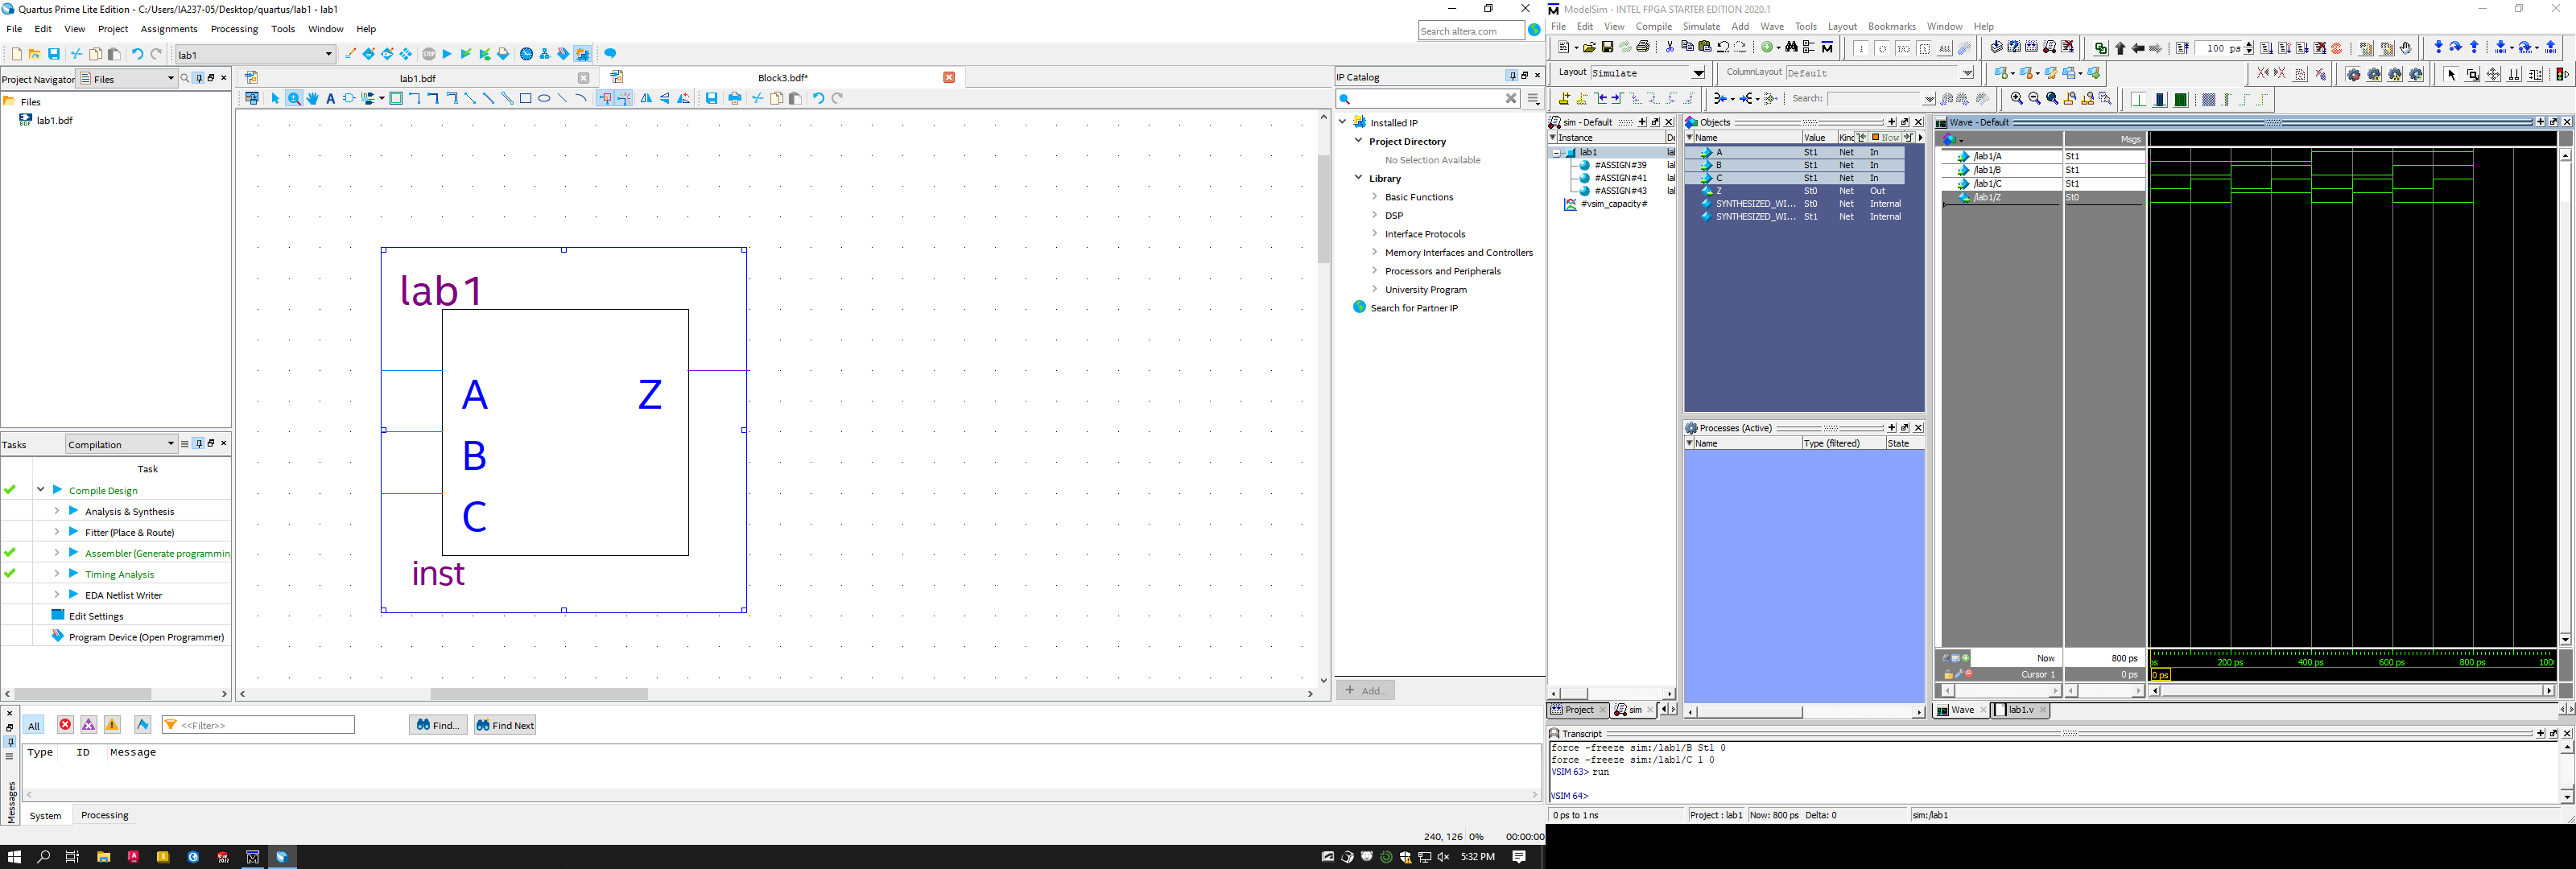 Quartus Prime Lite Edition - C:/Users/IA237-05/Desktop/quartus/lab1 - lab1
File Edit View Project Assignments Processing Tools Window Help
Search altera.com
lab1
Project Navigator Files
Files
lab1.bdf
Tasks Compilation
Task
Compile Design
Analysis & Synthesis
Fitter (Place & Route)
Assembler (Generate programmin
Timing Analysis
EDA Netlist Writer
Edit Settings
Program Device (Open Programmer)
lab1.bdf
Block3.bdf*
lab1
A Z
B
C
inst
IP Catalog
Installed IP
Project Directory
No Selection Available
Library
Basic Functions
DSP
Interface Protocols
Memory Interfaces and Controllers
Processors and Peripherals
University Program
Search for Partner IP
+ Add...
Messages
All <<Filter>> Find... Find Next
Type ID Message
System Processing
240, 126 0% 00:00:00
5:32 PM
ModelSim - INTEL FPGA STARTER EDITION 2020.1
File Edit View Compile Simulate Add Wave Tools Layout Bookmarks Window Help
100 ps
Layout Simulate
ColumnLayout Default
Search:
sim - Default
Instance
lab1
#ASSIGN#39
#ASSIGN#41
#ASSIGN#43
#vsim_capacity#
Project sim
Objects
Name Value Kind Now
A St1 Net In
B St1 Net In
C St1 Net In
Z St0 Net Out
SYNTHESIZED_WI... St0 Net Internal
SYNTHESIZED_WI... St1 Net Internal
Processes (Active)
Name Type (filtered) State
Wave - Default
Msgs
/lab1/A St1
/lab1/B St1
/lab1/C St1
/lab1/Z St0
Now 800 ps
Cursor 1 0 ps
ps 200 ps 400 ps 600 ps 800 ps 1000
0 ps
Wave lab1.v
Transcript
force -freeze sim:/lab1/B St1 0
force -freeze sim:/lab1/C 1 0
VSIM 63> run
VSIM 64>
0 ps to 1 ns Project : lab1 Now: 800 ps Delta: 0 sim:/lab1